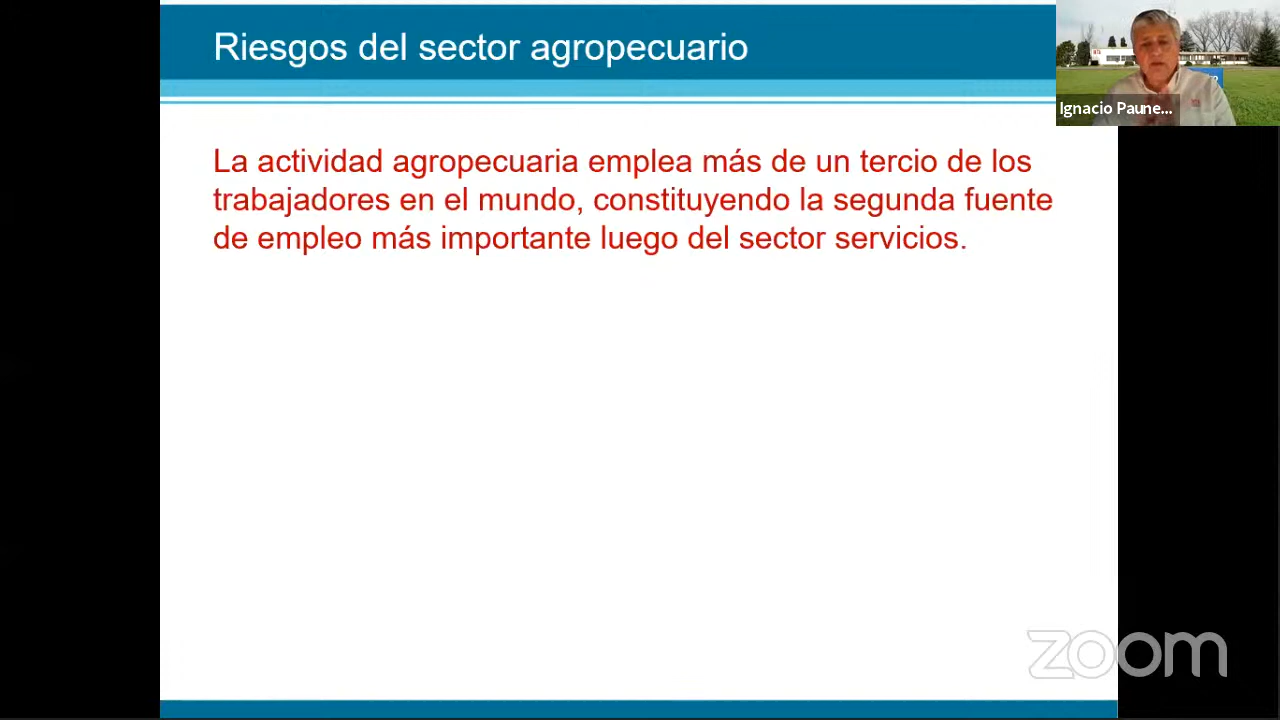 Riesgos del sector agropecuario
Ignacio Paune...
La actividad agropecuaria emplea más de un tercio de los
trabajadores en el mundo, constituyendo la segunda fuente
de empleo más importante luego del sector servicios.
zoom